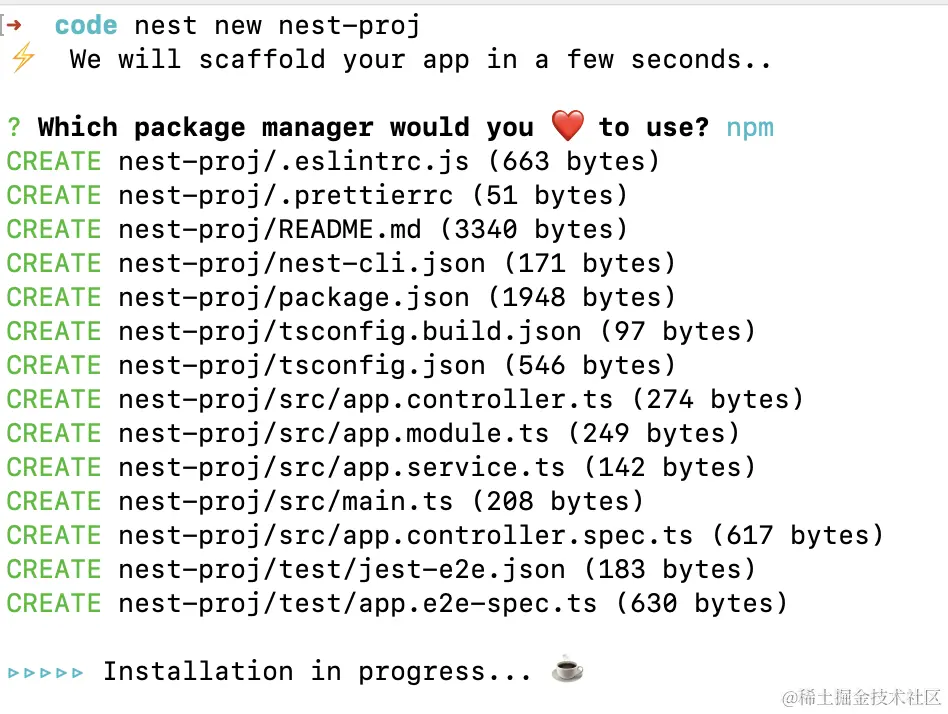 → code nest new nest-proj
⚡ We will scaffold your app in a few seconds..
? Which package manager would you ❤️ to use? npm
CREATE nest-proj/.eslintrc.js (663 bytes)
CREATE nest-proj/.prettierrc (51 bytes)
CREATE nest-proj/README.md (3340 bytes)
CREATE nest-proj/nest-cli.json (171 bytes)
CREATE nest-proj/package.json (1948 bytes)
CREATE nest-proj/tsconfig.build.json (97 bytes)
CREATE nest-proj/tsconfig.json (546 bytes)
CREATE nest-proj/src/app.controller.ts (274 bytes)
CREATE nest-proj/src/app.module.ts (249 bytes)
CREATE nest-proj/src/app.service.ts (142 bytes)
CREATE nest-proj/src/main.ts (208 bytes)
CREATE nest-proj/src/app.controller.spec.ts (617 bytes)
CREATE nest-proj/test/jest-e2e.json (183 bytes)
CREATE nest-proj/test/app.e2e-spec.ts (630 bytes)
▹▹▹▹▹ Installation in progress... ☕
@稀土掘金技术社区